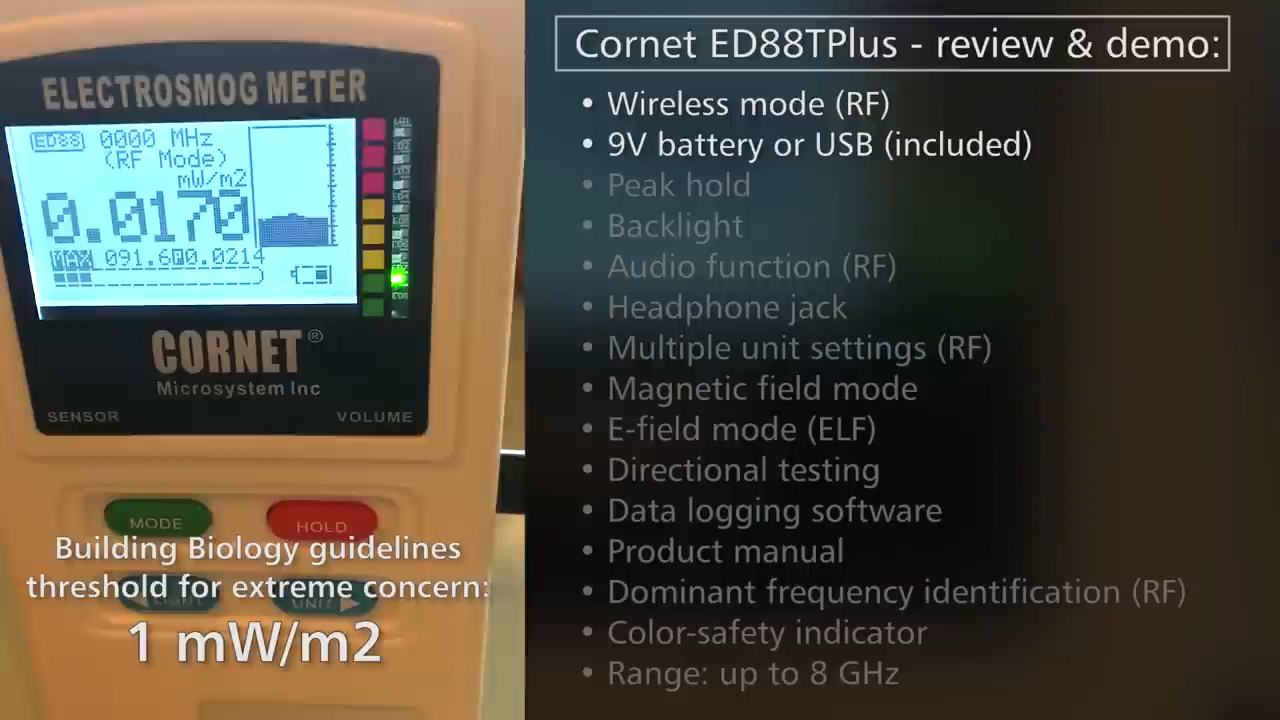 ELECTROSMOG METER
ED88 0000 MHz
(RF Mode)
mW/m2
0.0170
MAX 091.6 0.0214
CORNET®
Microsystem Inc
SENSOR VOLUME
MODE HOLD
Building Biology guidelines
threshold for extreme concern:
LIGHT UNIT
1 mW/m2
Cornet ED88TPlus - review & demo:
• Wireless mode (RF)
• 9V battery or USB (included)
• Peak hold
• Backlight
• Audio function (RF)
• Headphone jack
• Multiple unit settings (RF)
• Magnetic field mode
• E-field mode (ELF)
• Directional testing
• Data logging software
• Product manual
• Dominant frequency identification (RF)
• Color-safety indicator
• Range: up to 8 GHz